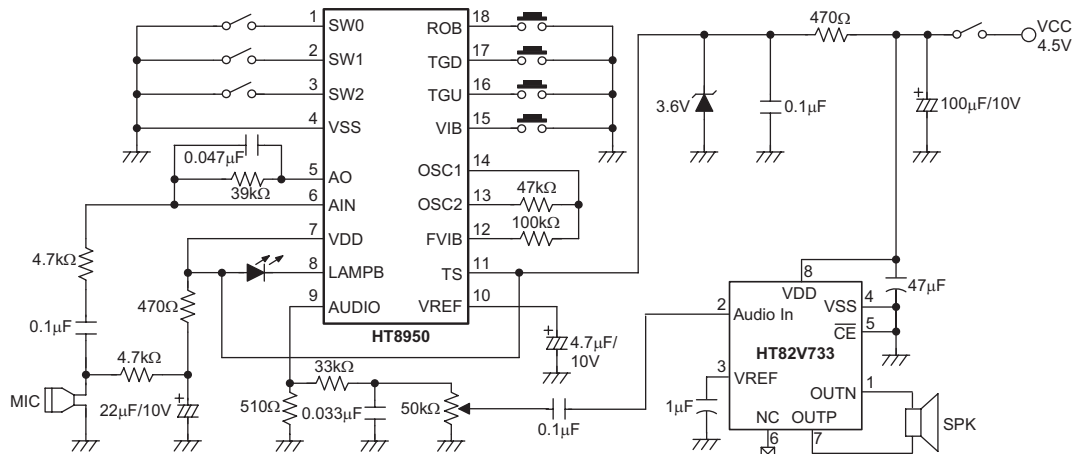 1 SW0
2 SW1
3 SW2
4 VSS
5 AO
6 AIN
7 VDD
8 LAMPB
9 AUDIO
18 ROB
17 TGD
16 TGU
15 VIB
14 OSC1
13 OSC2
12 FVIB
11 TS
10 VREF
HT8950
0.047μF
39kΩ
4.7kΩ
0.1μF
MIC
4.7kΩ
470Ω
22μF/10V
+
510Ω
33kΩ
0.033μF
50kΩ
0.1μF
47kΩ
100kΩ
+
4.7μF/
10V
3.6V
0.1μF
470Ω
+
100μF/10V
VCC
4.5V
8
VDD
2 Audio In
VSS 4
CE 5
47μF
HT82V733
3 VREF
1μF
OUTN 1
NC OUTP
6 7
SPK